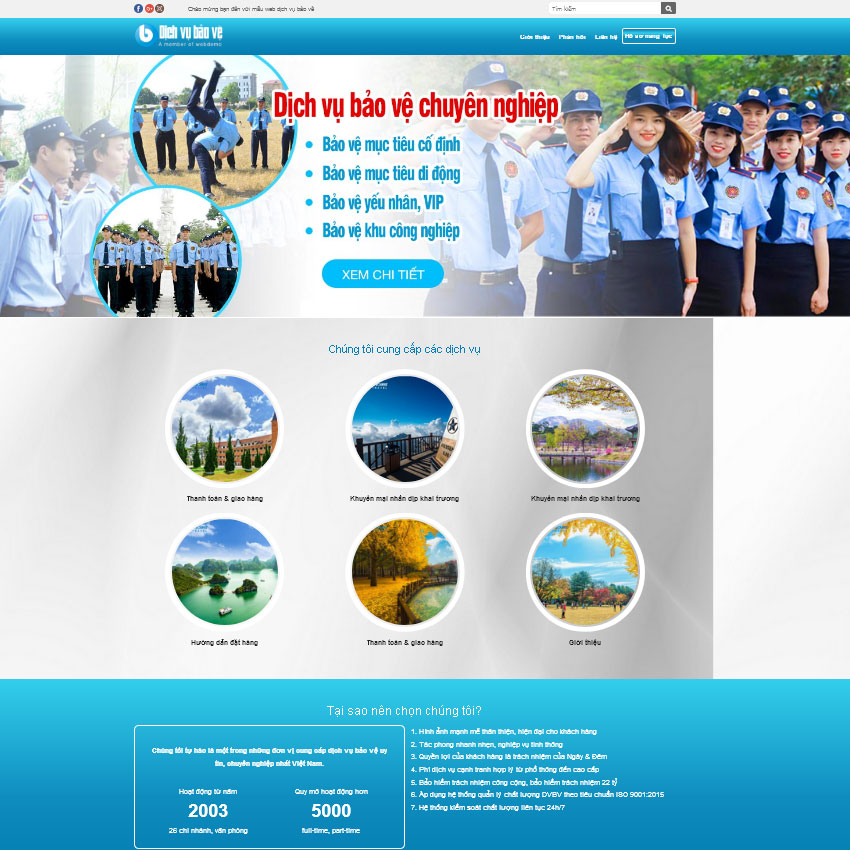 Chào mừng bạn đến với mẫu web dịch vụ bảo vệ
Tìm kiếm
Dịch vụ bảo vệ
A member of webdemo
Giới thiệu
Phản hồi
Liên hệ
Hồ sơ năng lực
Dịch vụ bảo vệ chuyên nghiệp
Bảo vệ mục tiêu cố định
Bảo vệ mục tiêu di động
Bảo vệ yếu nhân, VIP
Bảo vệ khu công nghiệp
XEM CHI TIẾT
Chúng tôi cung cấp các dịch vụ
Thanh toán & giao hàng
Khuyến mại nhân dịp khai trương
Khuyến mại nhân dịp khai trương
Hướng dẫn đặt hàng
Thanh toán & giao hàng
Giới thiệu
Tại sao nên chọn chúng tôi?
Chúng tôi tự hào là một trong những đơn vị cung cấp dịch vụ bảo vệ uy
tín, chuyên nghiệp nhất Việt Nam.
Hoạt động từ năm
2003
26 chi nhánh, văn phòng
Quy mô hoạt động hơn
5000
full-time, part-time
1. Hình ảnh mạnh mẽ thân thiện, hiện đại cho khách hàng
2. Tác phong nhanh nhẹn, nghiệp vụ tinh thông
3. Quyền lợi của khách hàng là trách nhiệm của Ngày & Đêm
4. Phí dịch vụ cạnh tranh hợp lý từ phổ thông đến cao cấp
5. Bảo hiểm trách nhiệm công cộng, bảo hiểm trách nhiệm 22 tỷ
6. Áp dụng hệ thống quản lý chất lượng DVBV theo tiêu chuẩn ISO 9001:2015
7. Hệ thống kiểm soát chất lượng liên tục 24h/7